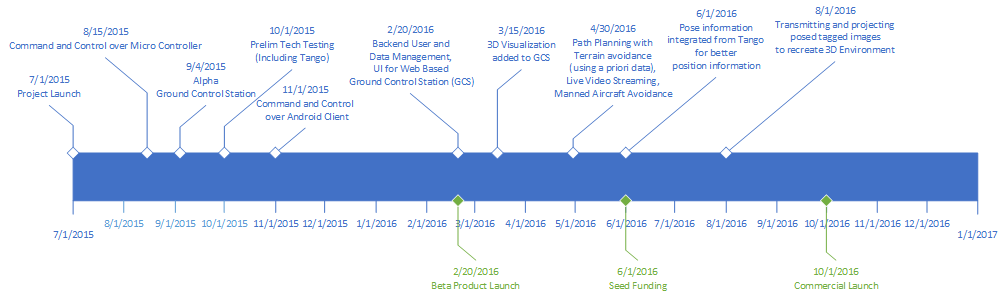 7/1/2015
Project Launch
8/15/2015
Command and Control over Micro Controller
9/4/2015
Alpha
Ground Control Station
10/1/2015
Prelim Tech Testing
(Including Tango)
11/1/2015
Command and Control
over Android Client
2/20/2016
Backend User and
Data Management,
UI for Web Based
Ground Control Station (GCS)
3/15/2016
3D Visualization
added to GCS
4/30/2016
Path Planning with
Terrain avoidance
(using a priori data),
Live Video Streaming,
Manned Aircraft Avoidance
6/1/2016
Pose information
integrated from Tango
for better
position information
8/1/2016
Transmitting and projecting
posed tagged images
to recreate 3D Environment
7/1/2015
8/1/2015
9/1/2015
10/1/2015
11/1/2015
12/1/2015
1/1/2016
2/1/2016
3/1/2016
4/1/2016
5/1/2016
6/1/2016
7/1/2016
8/1/2016
9/1/2016
10/1/2016
11/1/2016
12/1/2016
1/1/2017
2/20/2016
Beta Product Launch
6/1/2016
Seed Funding
10/1/2016
Commercial Launch